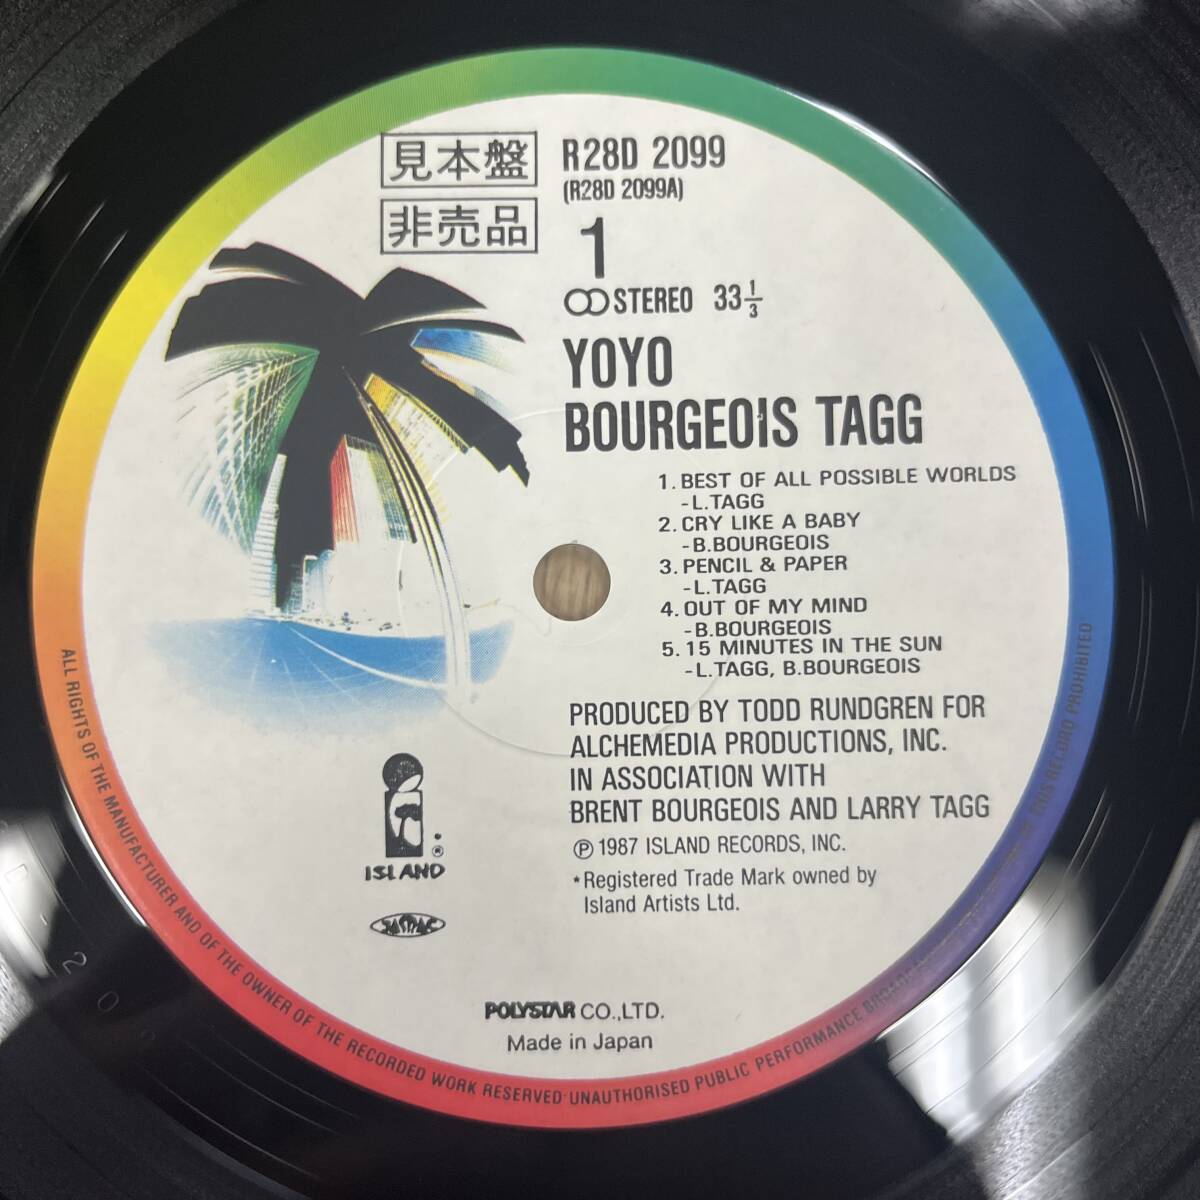 見本盤
非売品
R28D 2099
(R28D 2099A)
1
STEREO 33 1/3
YOYO
BOURGEOIS TAGG
1. BEST OF ALL POSSIBLE WORLDS
-L.TAGG
2. CRY LIKE A BABY
-B.BOURGEOIS
3. PENCIL & PAPER
-L.TAGG
4. OUT OF MY MIND
-B.BOURGEOIS
5. 15 MINUTES IN THE SUN
-L.TAGG, B.BOURGEOIS
PRODUCED BY TODD RUNDGREN FOR
ALCHEMEDIA PRODUCTIONS, INC.
IN ASSOCIATION WITH
BRENT BOURGEOIS AND LARRY TAGG
Ⓟ 1987 ISLAND RECORDS, INC.
*Registered Trade Mark owned by
Island Artists Ltd.
i
®
ISLAND
JASRAC
POLYSTAR CO.,LTD.
Made in Japan
ALL RIGHTS OF THE MANUFACTURER AND OF THE OWNER OF THE RECORDED WORK RESERVED·UNAUTHORISED PUBLIC PERFORMANCE THIS RECORD PROHIBITED
2 0